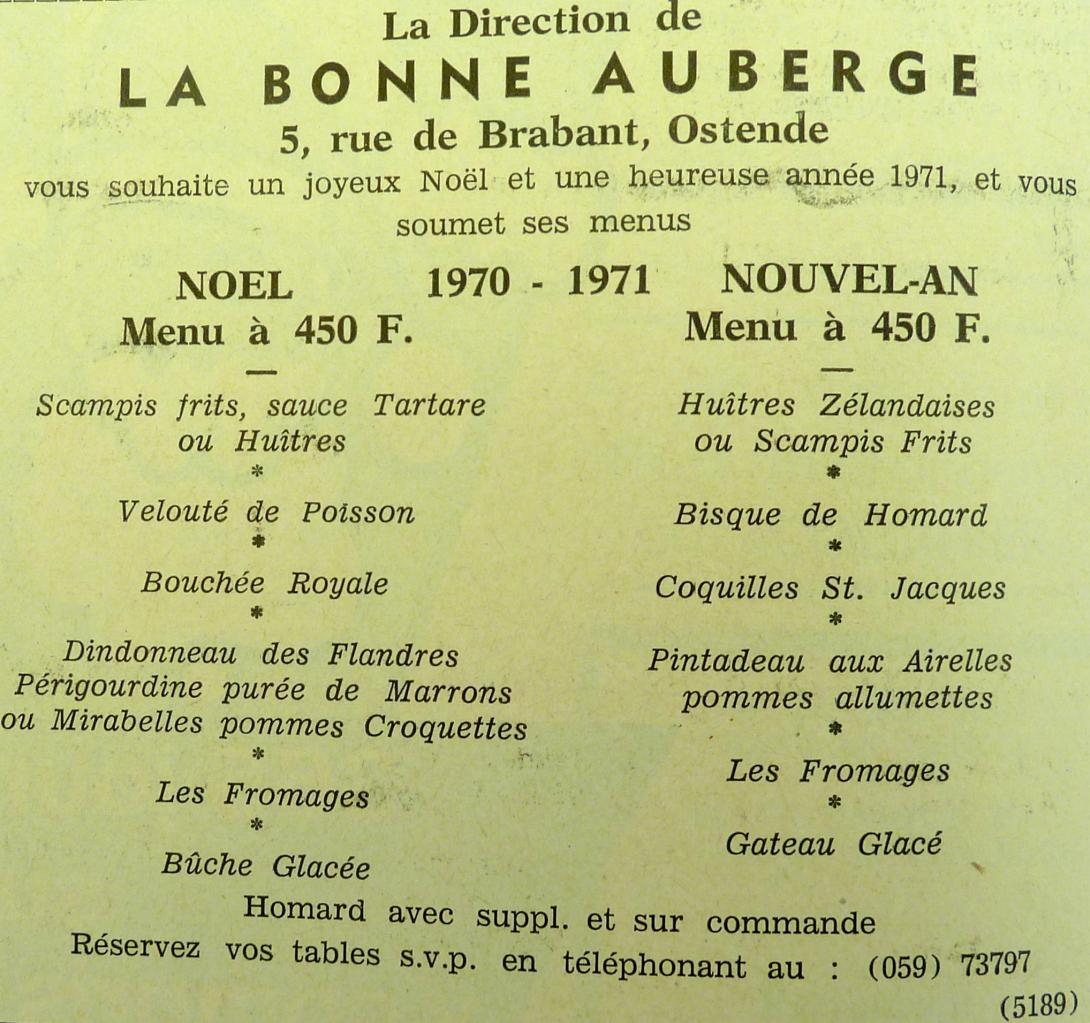 La Direction de
LA BONNE AUBERGE
5, rue de Brabant, Ostende
vous souhaite un joyeux Noël et une heureuse année 1971, et vous
soumet ses menus
NOEL 1970 - 1971 NOUVEL-AN
Menu à 450 F.
—
Scampis frits, sauce Tartare
ou Huîtres
*
Velouté de Poisson
*
Bouchée Royale
*
Dindonneau des Flandres
Périgourdine purée de Marrons
ou Mirabelles pommes Croquettes
*
Les Fromages
*
Bûche Glacée
Menu à 450 F.
—
Huîtres Zélandaises
ou Scampis Frits
*
Bisque de Homard
*
Coquilles St. Jacques
*
Pintadeau aux Airelles
pommes allumettes
*
Les Fromages
*
Gateau Glacé
Homard avec suppl. et sur commande
Réservez vos tables s.v.p. en téléphonant au : (059) 73797
(5189)